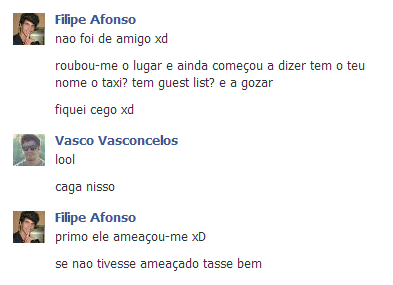 Filipe Afonso
nao foi de amigo xd
roubou-me o lugar e ainda começou a dizer tem o teu
nome o taxi? tem guest list? e a gozar
fiquei cego xd
Vasco Vasconcelos
lool
caga nisso
Filipe Afonso
primo ele ameaçou-me xD
se nao tivesse ameaçado tasse bem